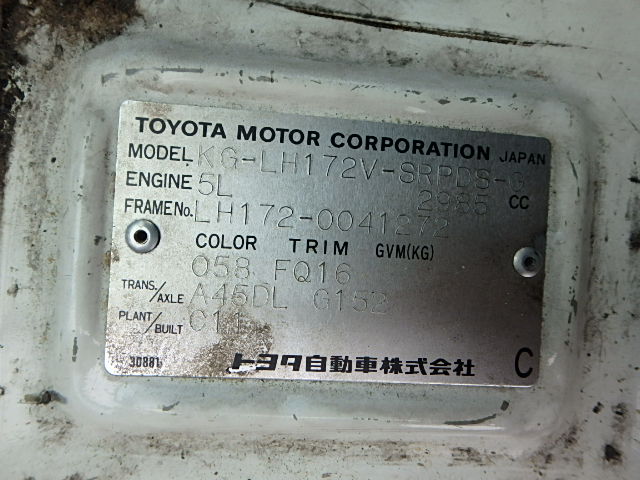 TOYOTA MOTOR CORPORATION JAPAN
MODEL KG-LH172V-SRPDS-G
ENGINE 5L 2985 CC
FRAME No. LH172-0041272
COLOR TRIM GVM(KG)
058 FQ16
TRANS./AXLE A45DL G152
PLANT/BUILT C11
30881 トヨタ自動車株式会社 C